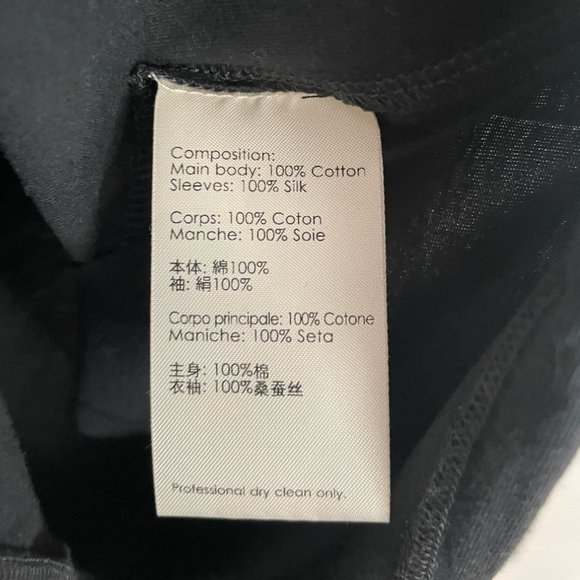 Composition:
Main body: 100% Cotton
Sleeves: 100% Silk
Corps: 100% Coton
Manche: 100% Soie
本体: 綿100%
袖: 絹100%
Corpo principale: 100% Cotone
Maniche: 100% Seta
主身: 100%棉
衣袖: 100%桑蚕丝
Professional dry clean only.